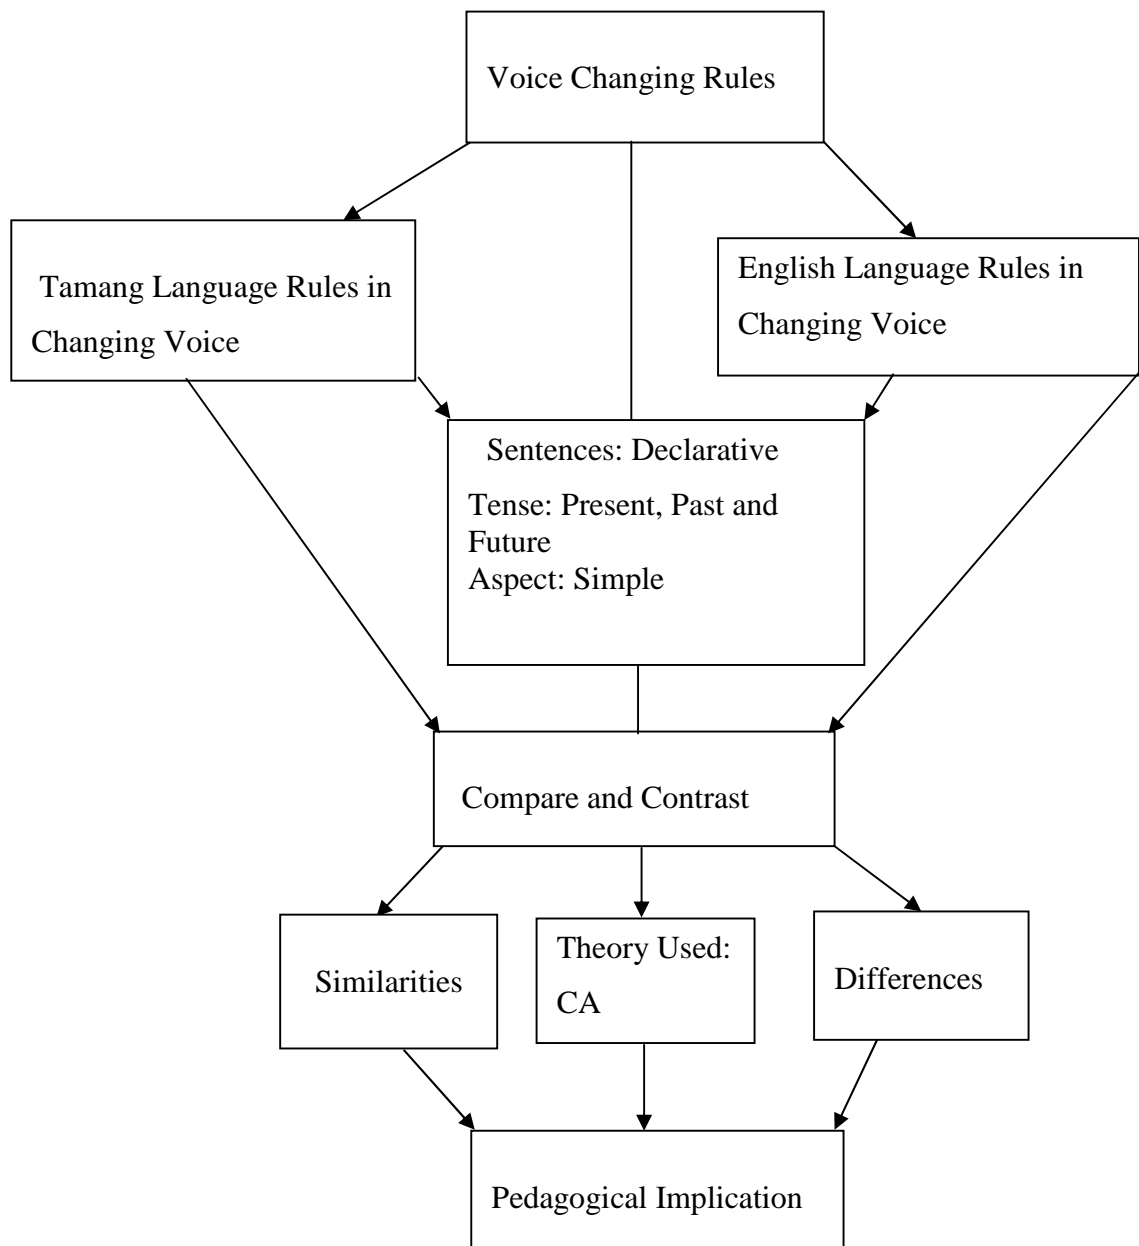 Voice Changing Rules
Tamang Language Rules in
Changing Voice
English Language Rules in
Changing Voice
Sentences: Declarative
Tense: Present, Past and
Future
Aspect: Simple
Compare and Contrast
Similarities
Theory Used:
CA
Differences
Pedagogical Implication